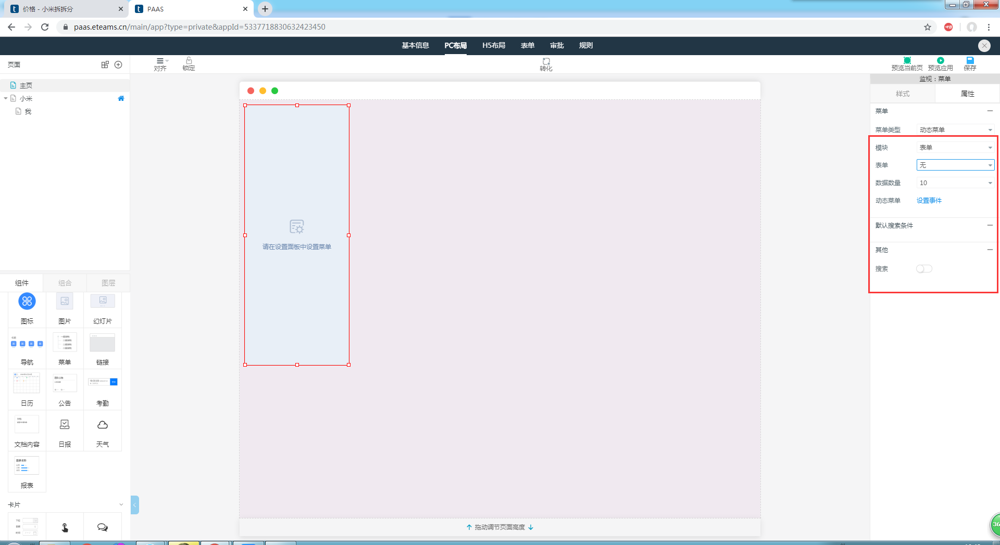 价格 - 小米拆拆分
PAAS
paas.eteams.cn/main/app?type=private&appId=5337718830632423450
基本信息
PC布局
H5布局
表单
审批
规则
页面
对齐
锁定
转化
预览当前页
预览应用
保存
主页
小米
我
监视：菜单
样式
属性
菜单
菜单类型
动态菜单
模块
表单
表单
无
数据数量
10
动态菜单
设置事件
默认搜索条件
其他
搜索
请在设置面板中设置菜单
组件
组合
图层
图标
图片
幻灯片
导航
菜单
链接
日历
公告
考勤
文档内容
日报
天气
图表名称
报表
卡片
拖动调节页面高度
36